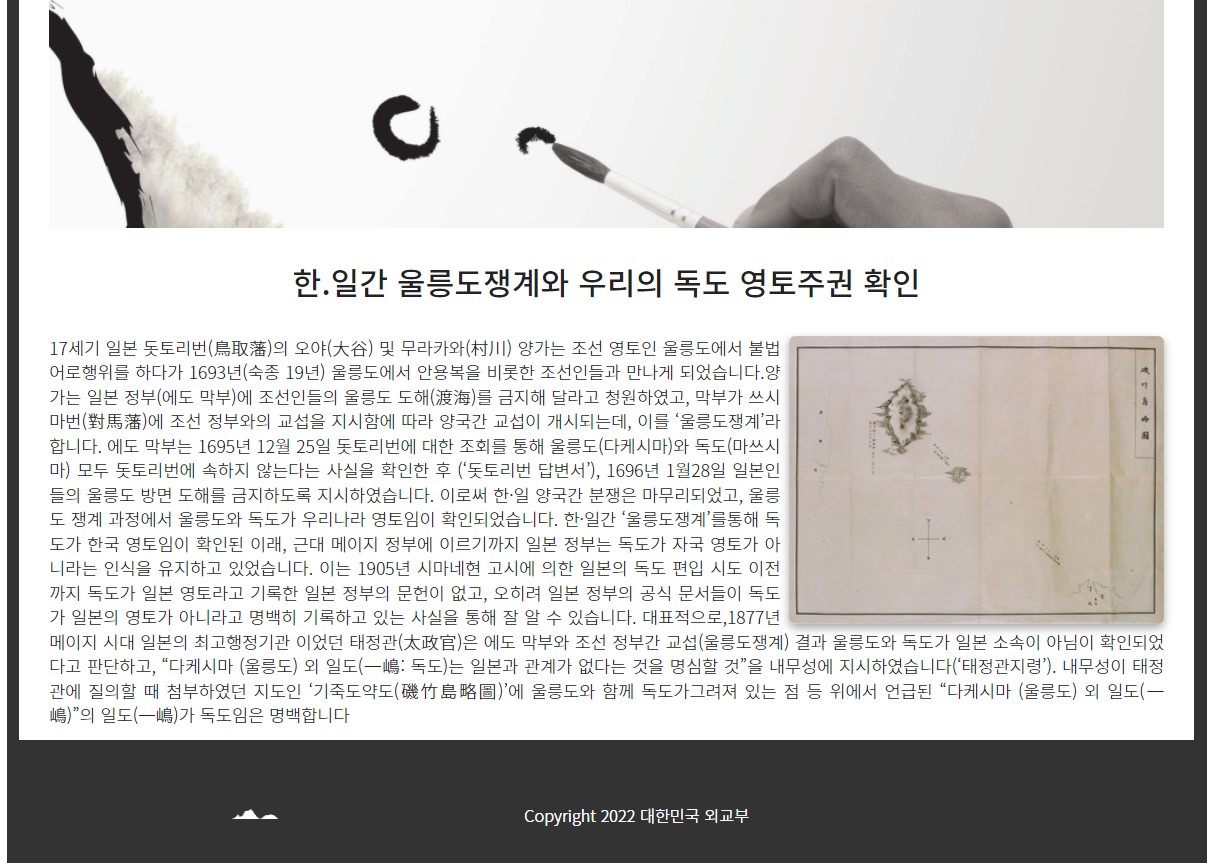 한.일간 울릉도쟁계와 우리의 독도 영토주권 확인
17세기 일본 돗토리번(鳥取藩)의 오야(大谷) 및 무라카와(村川) 양가는 조선 영토인 울릉도에서 불법
어로행위를 하다가 1693년(숙종 19년) 울릉도에서 안용복을 비롯한 조선인들과 만나게 되었습니다.양
가는 일본 정부(에도 막부)에 조선인들의 울릉도 도해(渡海)를 금지해 달라고 청원하였고, 막부가 쓰시
마번(對馬藩)에 조선 정부와의 교섭을 지시함에 따라 양국간 교섭이 개시되는데, 이를 ‘울릉도쟁계’라
합니다. 에도 막부는 1695년 12월 25일 돗토리번에 대한 조회를 통해 울릉도(다케시마)와 독도(마쓰시
마) 모두 돗토리번에 속하지 않는다는 사실을 확인한 후 (‘돗토리번 답변서’), 1696년 1월28일 일본인
들의 울릉도 방면 도해를 금지하도록 지시하였습니다. 이로써 한·일 양국간 분쟁은 마무리되었고, 울릉
도 쟁계 과정에서 울릉도와 독도가 우리나라 영토임이 확인되었습니다. 한·일간 ‘울릉도쟁계’를통해 독
도가 한국 영토임이 확인된 이래, 근대 메이지 정부에 이르기까지 일본 정부는 독도가 자국 영토가 아
니라는 인식을 유지하고 있었습니다. 이는 1905년 시마네현 고시에 의한 일본의 독도 편입 시도 이전
까지 독도가 일본 영토라고 기록한 일본 정부의 문헌이 없고, 오히려 일본 정부의 공식 문서들이 독도
가 일본의 영토가 아니라고 명백히 기록하고 있는 사실을 통해 잘 알 수 있습니다. 대표적으로,1877년
메이지 시대 일본의 최고행정기관 이었던 태정관(太政官)은 에도 막부와 조선 정부간 교섭(울릉도쟁계) 결과 울릉도와 독도가 일본 소속이 아님이 확인되었
다고 판단하고, “다케시마 (울릉도) 외 일도(一嶋: 독도)는 일본과 관계가 없다는 것을 명심할 것”을 내무성에 지시하였습니다(‘태정관지령’). 내무성이 태정
관에 질의할 때 첨부하였던 지도인 ‘기죽도약도(磯竹島略圖)’에 울릉도와 함께 독도가그려져 있는 점 등 위에서 언급된 “다케시마 (울릉도) 외 일도(一
嶋)”의 일도(一嶋)가 독도임은 명백합니다
磯竹島略圖
Copyright 2022 대한민국 외교부